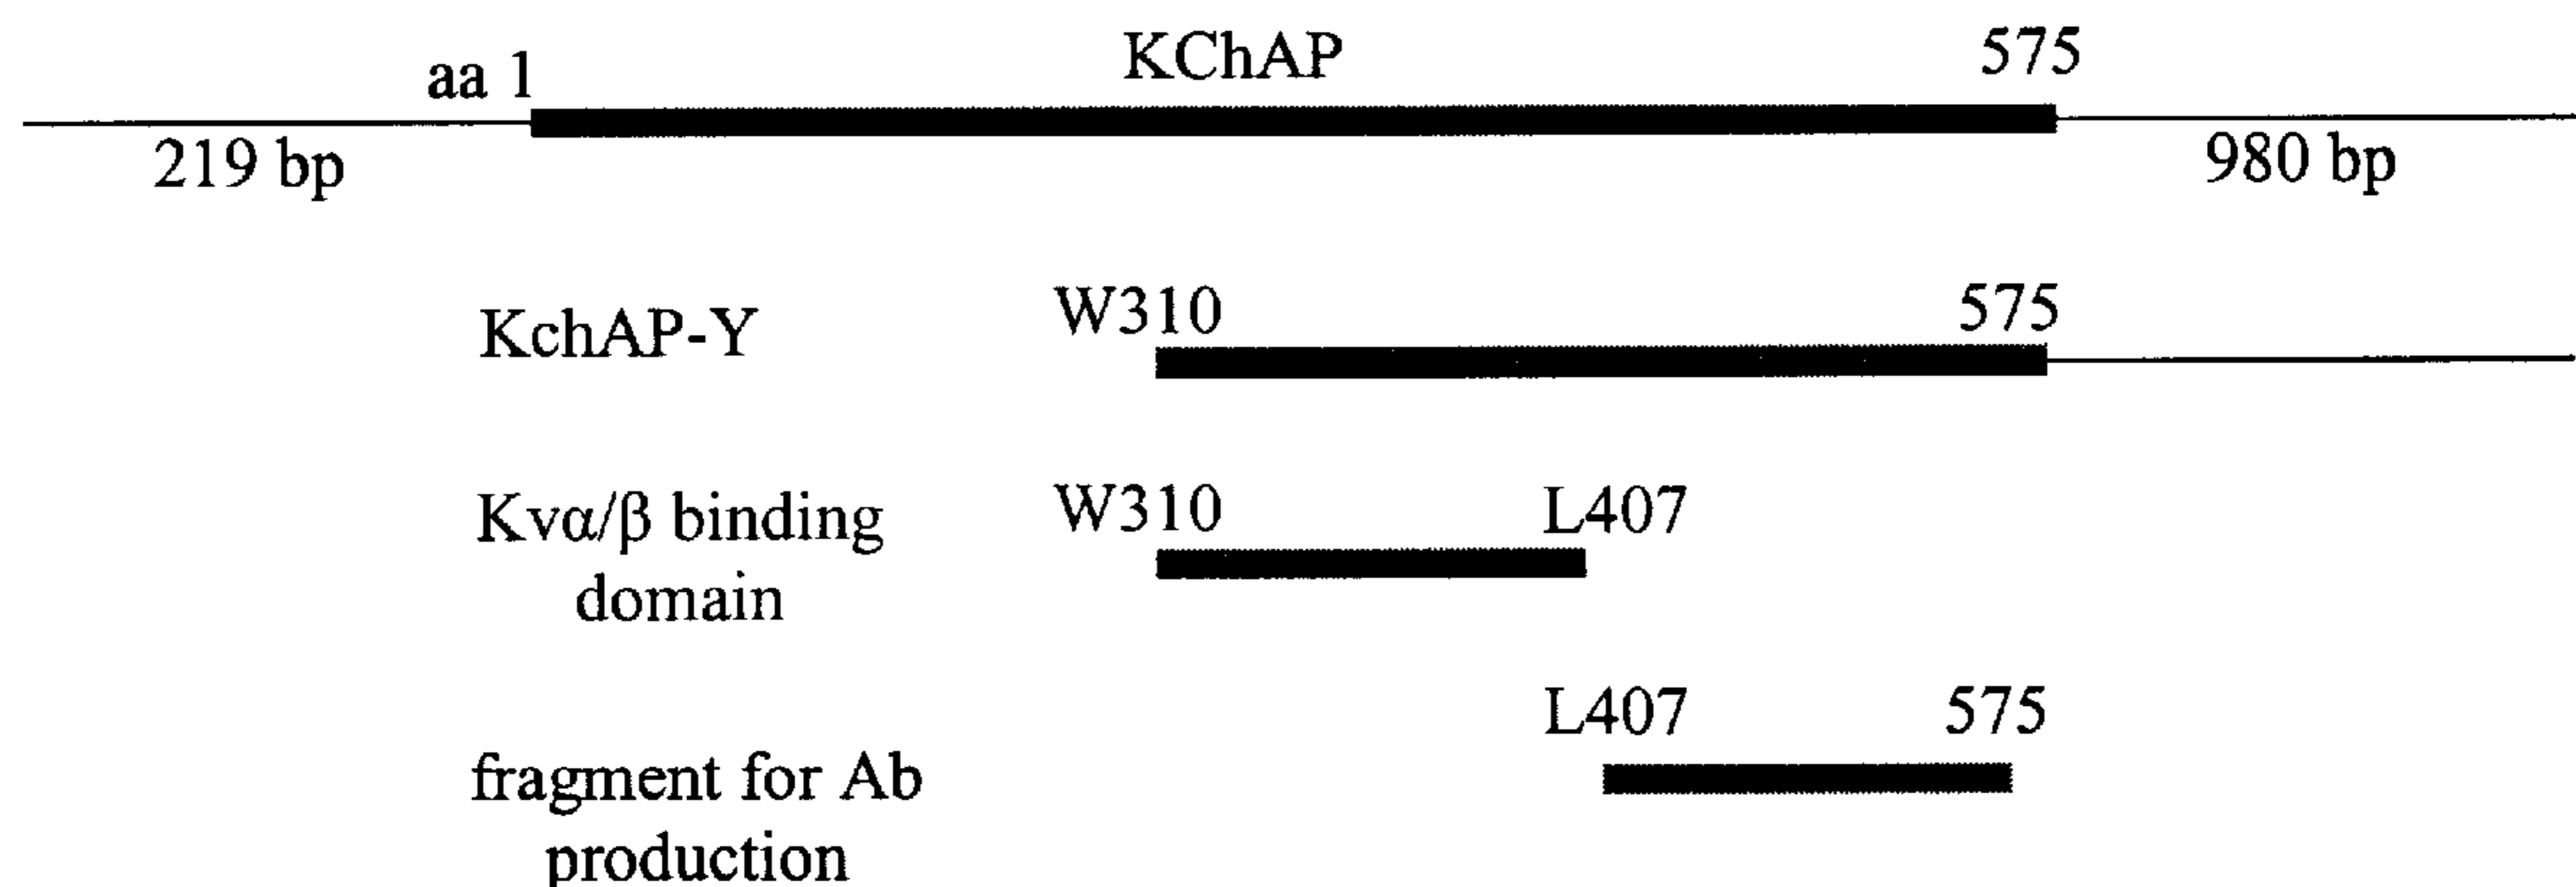 KChAP
aa 1
575
219 bp
980 bp
KchAP-Y
W310
575
Kvα/β binding
domain
W310
L407
L407
575
fragment for Ab
production